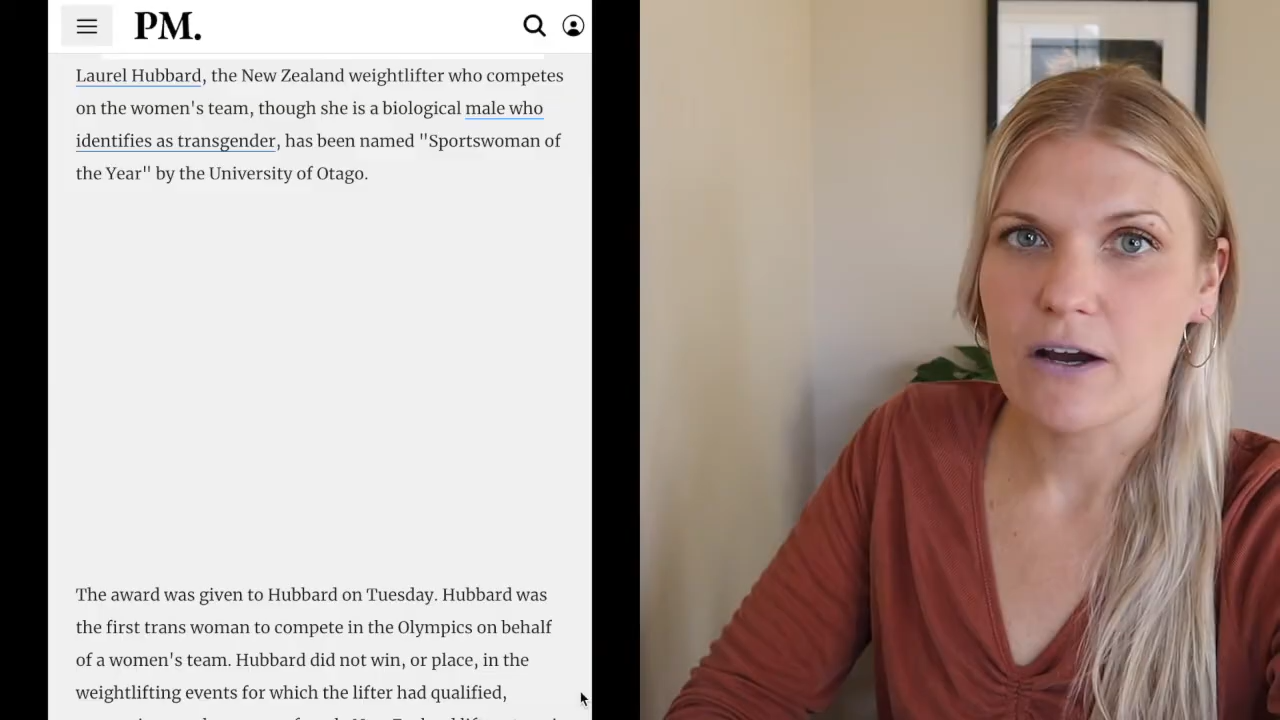 PM.
Laurel Hubbard, the New Zealand weightlifter who competes
on the women's team, though she is a biological male who
identifies as transgender, has been named "Sportswoman of
the Year" by the University of Otago.
The award was given to Hubbard on Tuesday. Hubbard was
the first trans woman to compete in the Olympics on behalf
of a women's team. Hubbard did not win, or place, in the
weightlifting events for which the lifter had qualified,